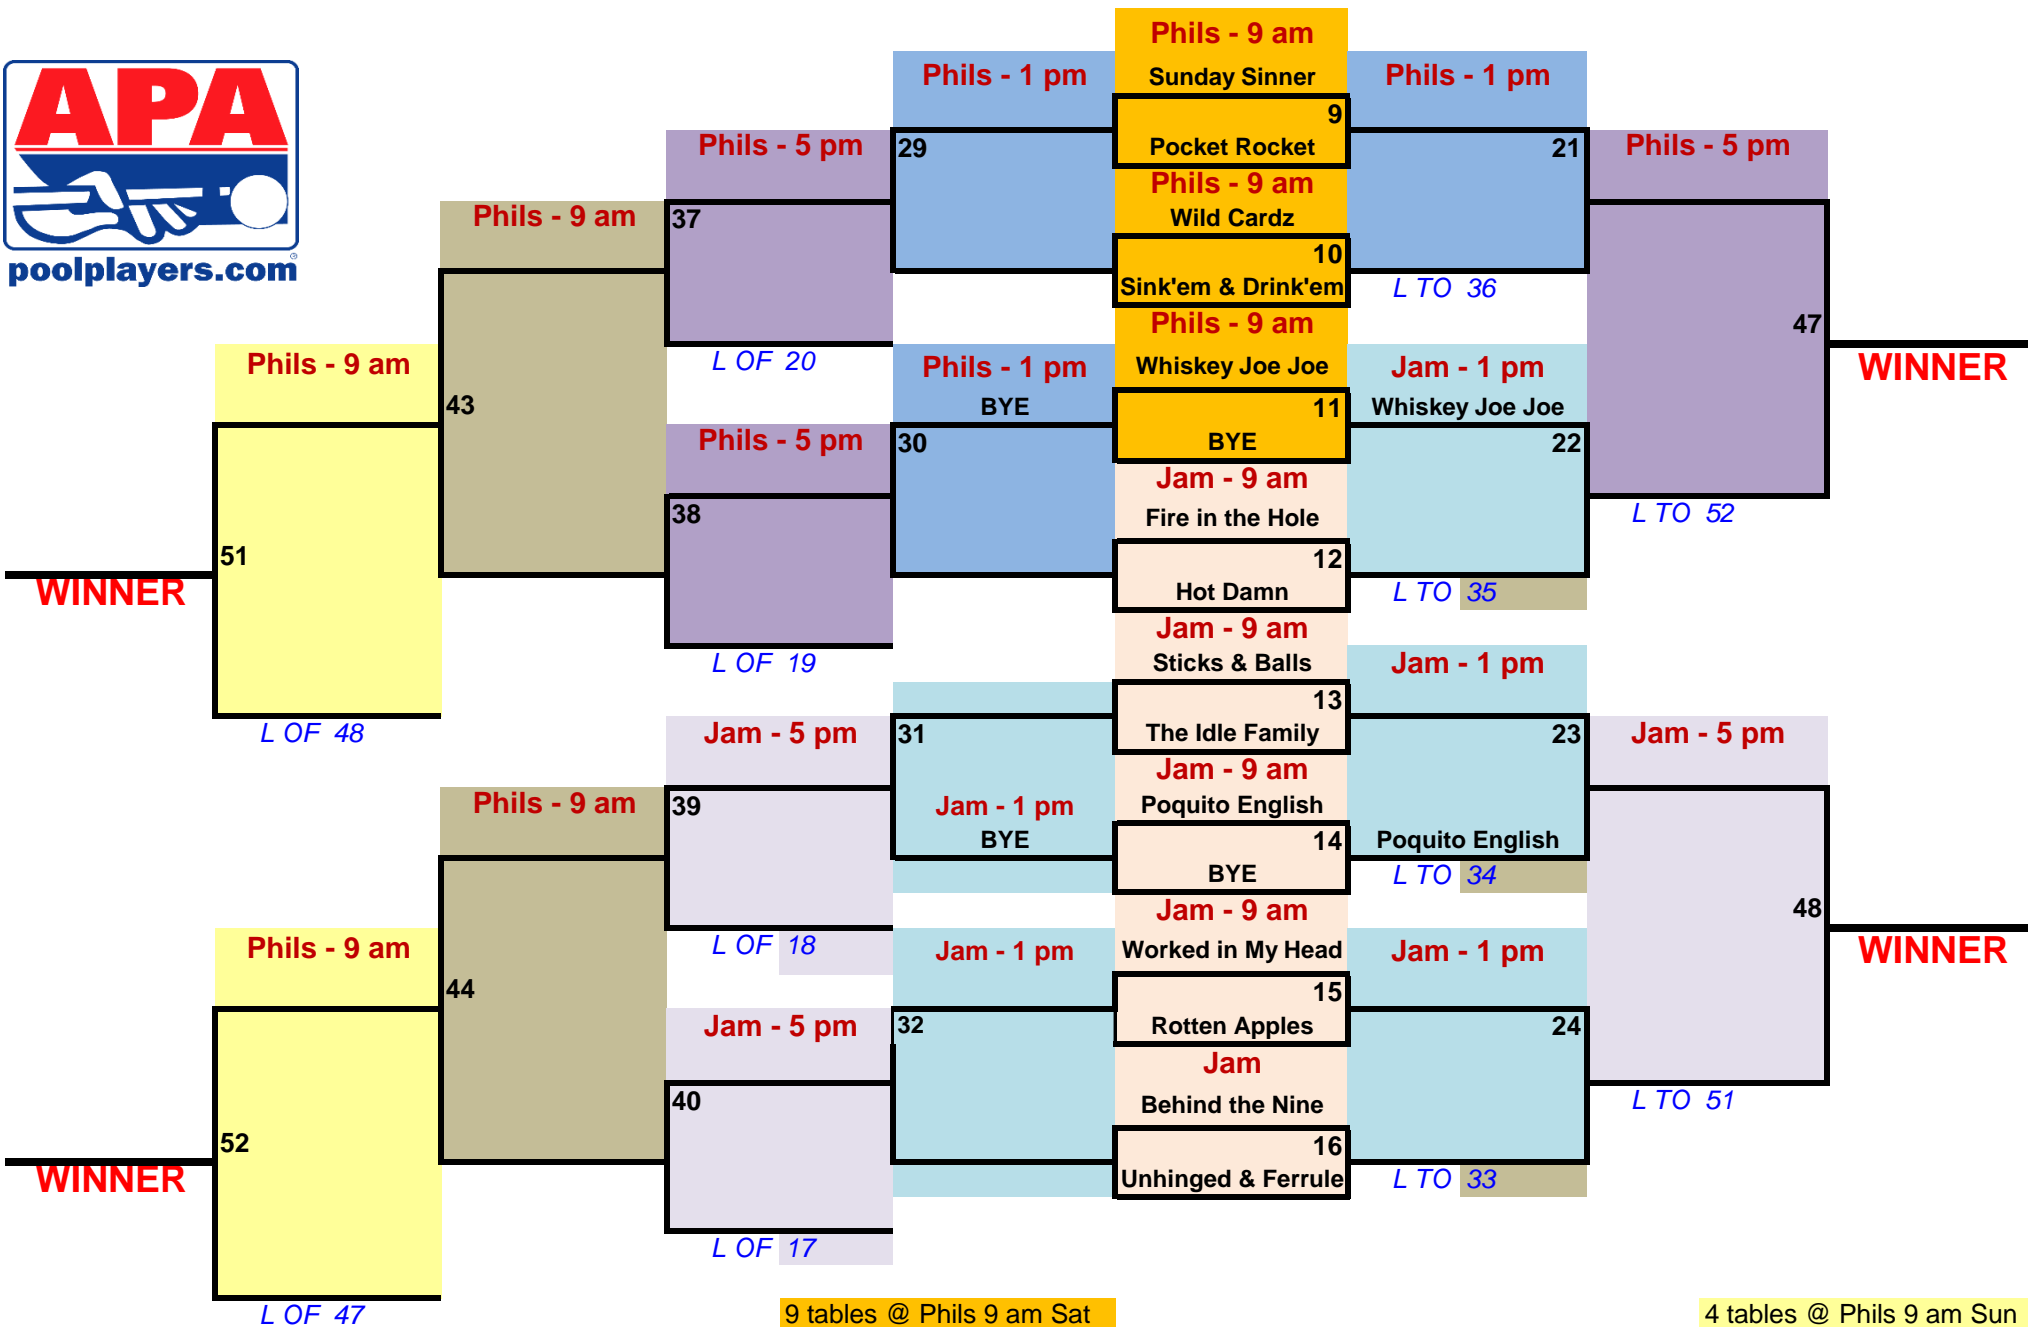 Phils - 9 am
Phils - 1 pm
Sunday Sinner
Phils - 1 pm
APA
poolplayers.com
®
9
Phils - 5 pm
29
Pocket Rocket
21
Phils - 5 pm
Phils - 9 am
Phils - 9 am
37
Wild Cardz
10
Sink'em & Drink'em
L TO 36
Phils - 9 am
47
Phils - 9 am
L OF 20
Phils - 1 pm
Whiskey Joe Joe
Jam - 1 pm
WINNER
43
BYE
11
Whiskey Joe Joe
Phils - 5 pm
30
BYE
22
Jam - 9 am
38
Fire in the Hole
L TO 52
51
12
WINNER
Hot Damn
L TO 35
Jam - 9 am
L OF 19
Sticks & Balls
Jam - 1 pm
13
L OF 48
Jam - 5 pm
31
The Idle Family
23
Jam - 5 pm
Jam - 9 am
Phils - 9 am
39
Jam - 1 pm
Poquito English
BYE
14
Poquito English
BYE
L TO 34
Jam - 9 am
48
Phils - 9 am
L OF 18
Jam - 1 pm
Worked in My Head
Jam - 1 pm
WINNER
44
15
Jam - 5 pm
32
Rotten Apples
24
Jam
40
Behind the Nine
L TO 51
52
16
WINNER
Unhinged & Ferrule
L TO 33
L OF 17
L OF 47
9 tables @ Phils 9 am Sat
4 tables @ Phils 9 am Sun